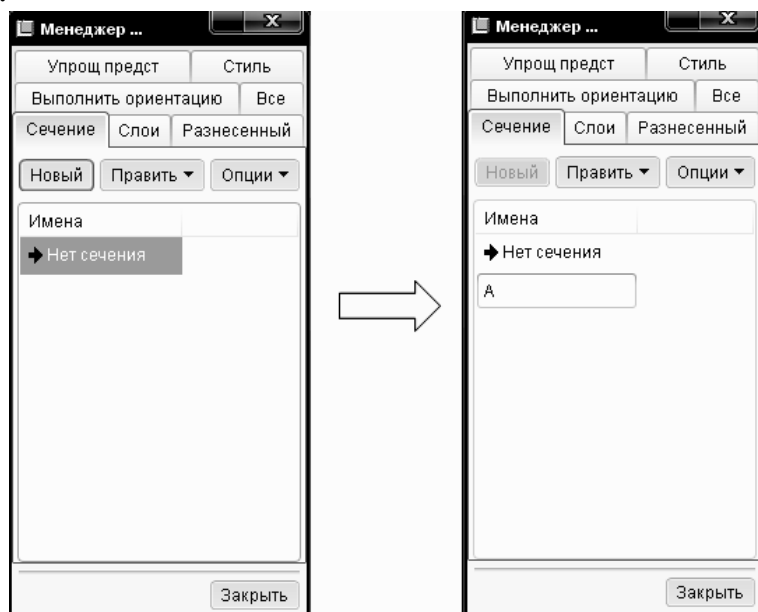 Менеджер ...
Упрощ предст Стиль
Выполнить ориентацию Все
Сечение Слои Разнесенный
Новый Править Опции
Имена
Нет сечения
Закрыть
Менеджер ...
Упрощ предст Стиль
Выполнить ориентацию Все
Сечение Слои Разнесенный
Новый Править Опции
Имена
Нет сечения
А
Закрыть